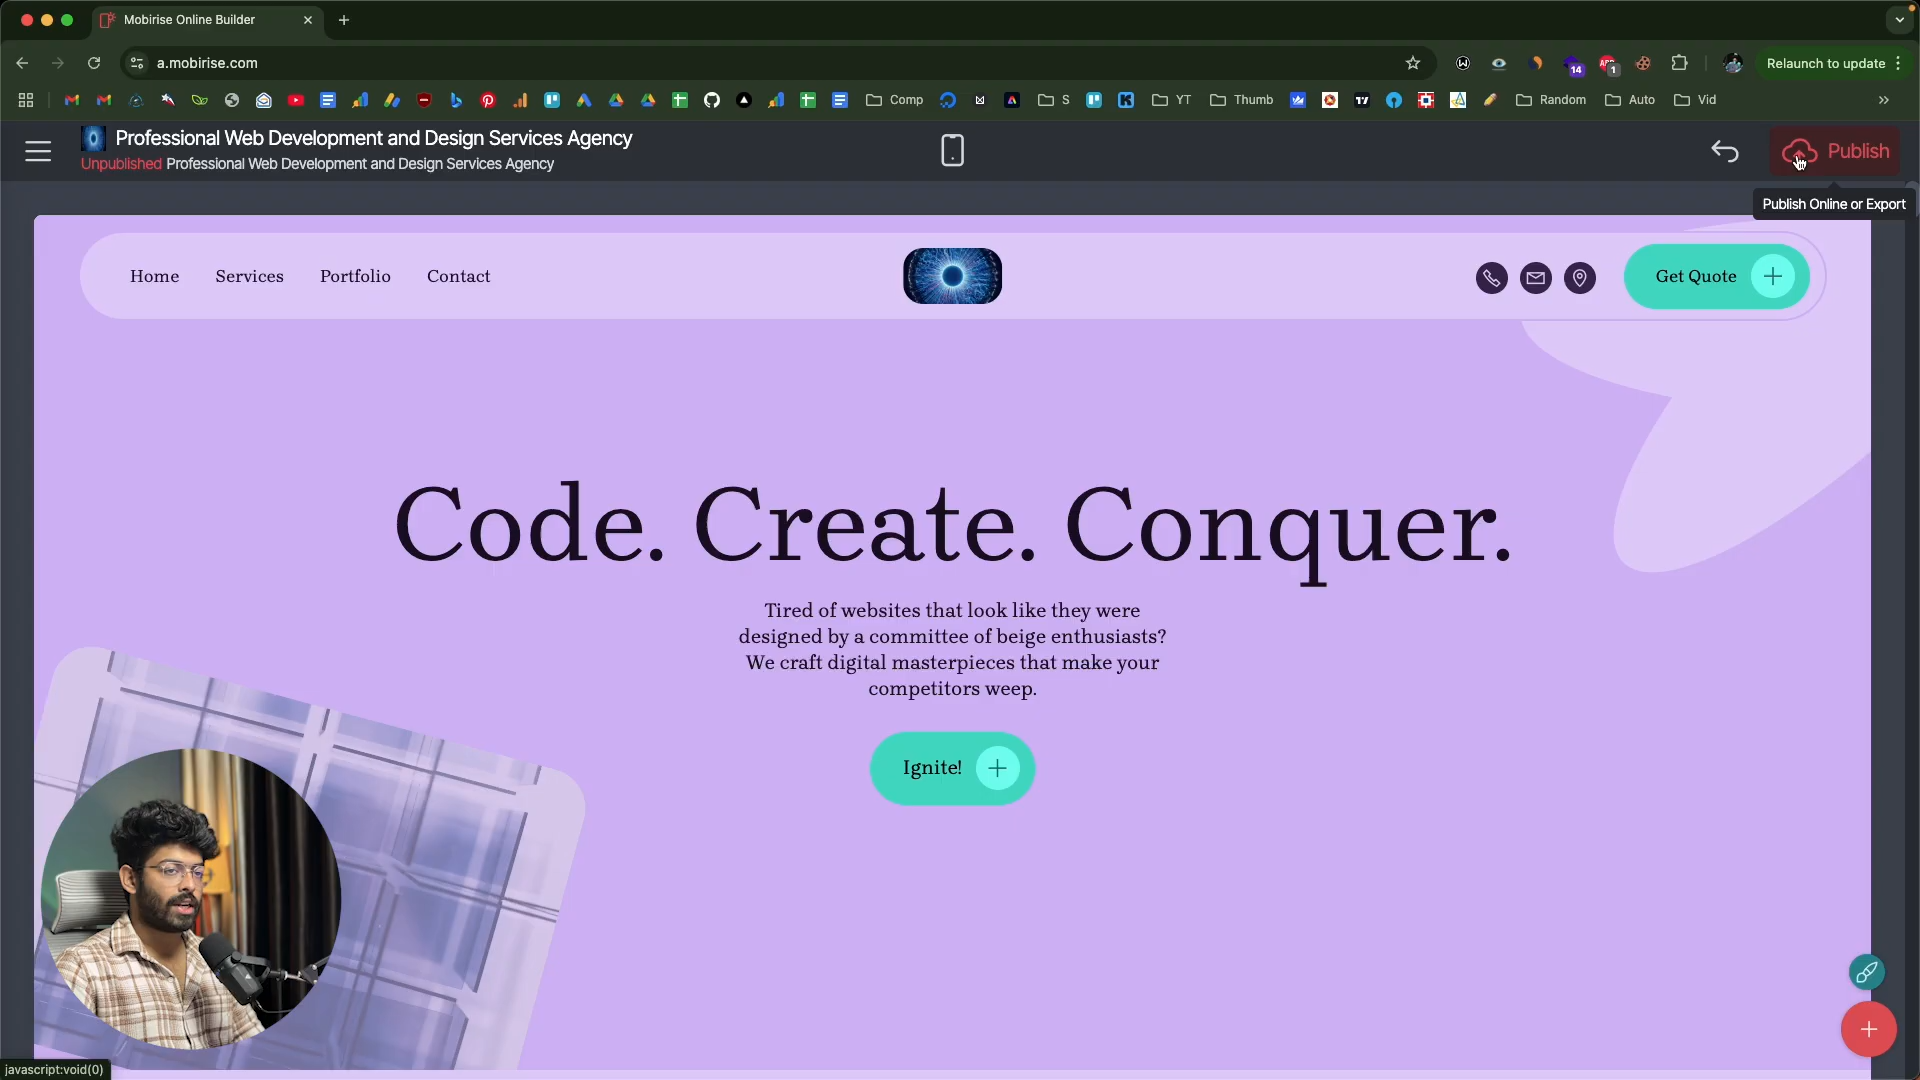 Mobirise Online Builder
a.mobirise.com
14
ABP
1
Relaunch to update
Comp
S
YT
Thumb
Random
Auto
Vid
Professional Web Development and Design Services Agency
Unpublished Professional Web Development and Design Services Agency
Publish
Publish Online or Export
Home
Services
Portfolio
Contact
Get Quote
Code. Create. Conquer.
Tired of websites that look like they were
designed by a committee of beige enthusiasts?
We craft digital masterpieces that make your
competitors weep.
Ignite!
javascript:void(0)